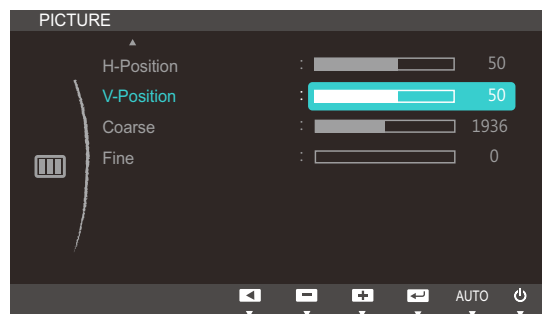 PICTURE
H-Position : 50
V-Position : 50
Coarse : 1936
Fine : 0
AUTO